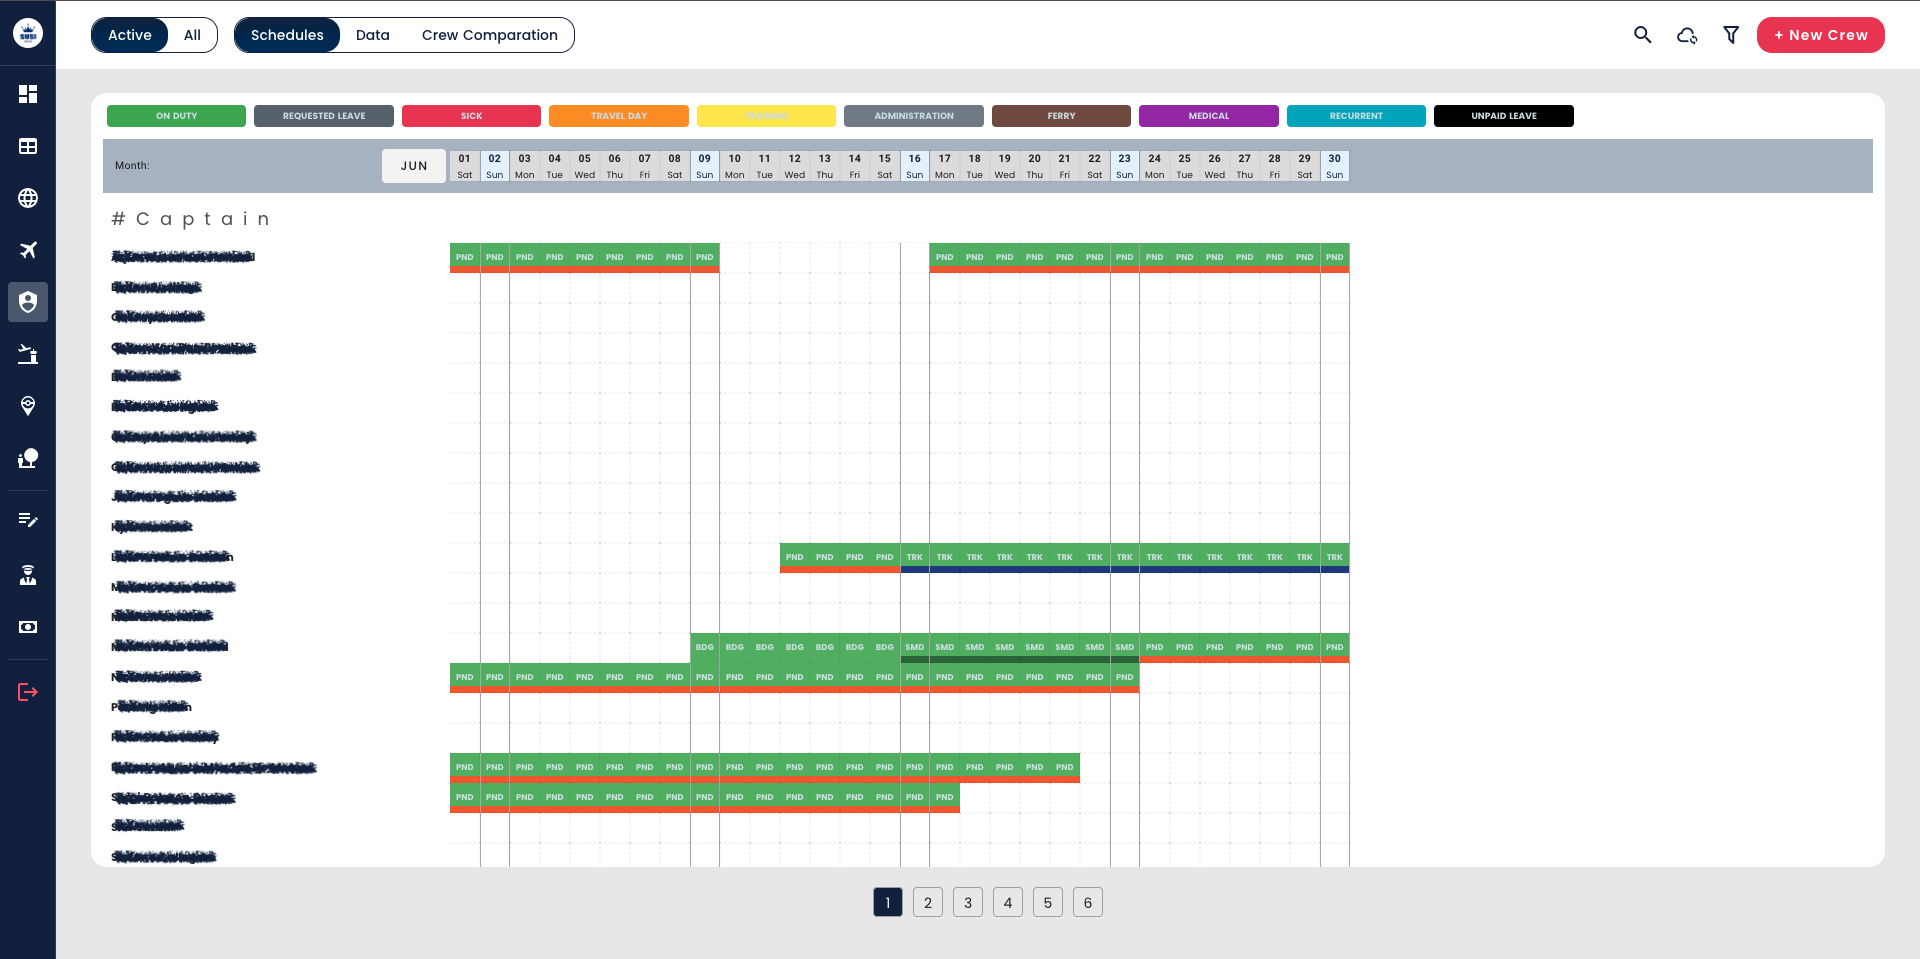 SUSI
Active All Schedules Data Crew Comparation + New Crew
ON DUTY REQUESTED LEAVE SICK TRAVEL DAY TRAINING ADMINISTRATION FERRY MEDICAL RECURRENT UNPAID LEAVE
01 02 03 04 05 06 07 08 09 10 11 12 13 14 15 16 17 18 19 20 21 22 23 24 25 26 27 28 29 30
Month: JUN
Sat Sun Mon Tue Wed Thu Fri Sat Sun Mon Tue Wed Thu Fri Sat Sun Mon Tue Wed Thu Fri Sat Sun Mon Tue Wed Thu Fri Sat Sun
#Captain
PND PND PND PND PND PND PND PND PND PND PND PND PND PND PND PND PND PND PND PND PND PND PND
PND PND PND PND TRK TRK TRK TRK TRK TRK TRK TRK TRK TRK TRK TRK TRK TRK TRK
BDG BDG BDG BDG BDG BDG BDG SMD SMD SMD SMD SMD SMD SMD SMD PND PND PND PND PND PND PND
PND PND PND PND PND PND PND PND PND PND PND PND PND PND PND PND PND PND PND PND PND PND PND
PND PND PND PND PND PND PND PND PND PND PND PND PND PND PND PND PND PND PND PND PND
PND PND PND PND PND PND PND PND PND PND PND PND PND PND PND PND PND
1 2 3 4 5 6